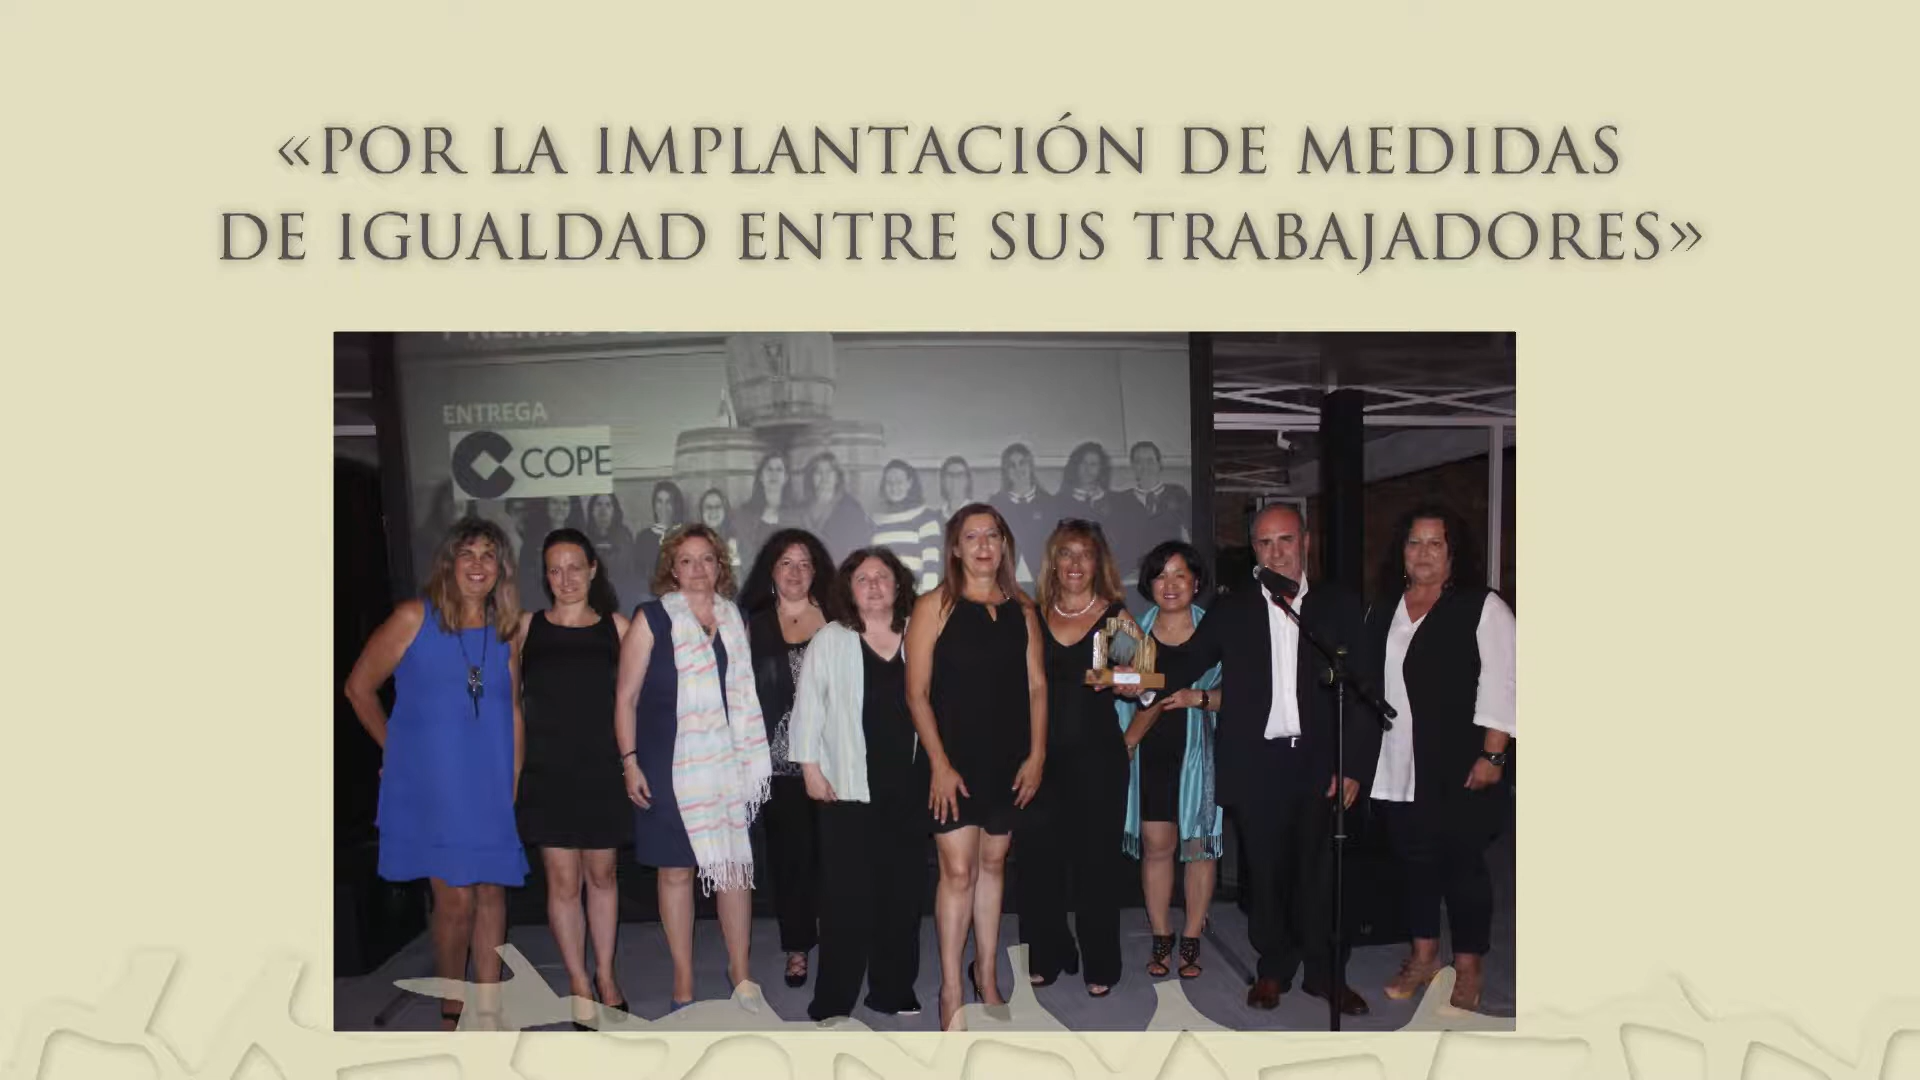 «POR LA IMPLANTACIÓN DE MEDIDAS
DE IGUALDAD ENTRE SUS TRABAJADORES»
ENTREGA
COPE